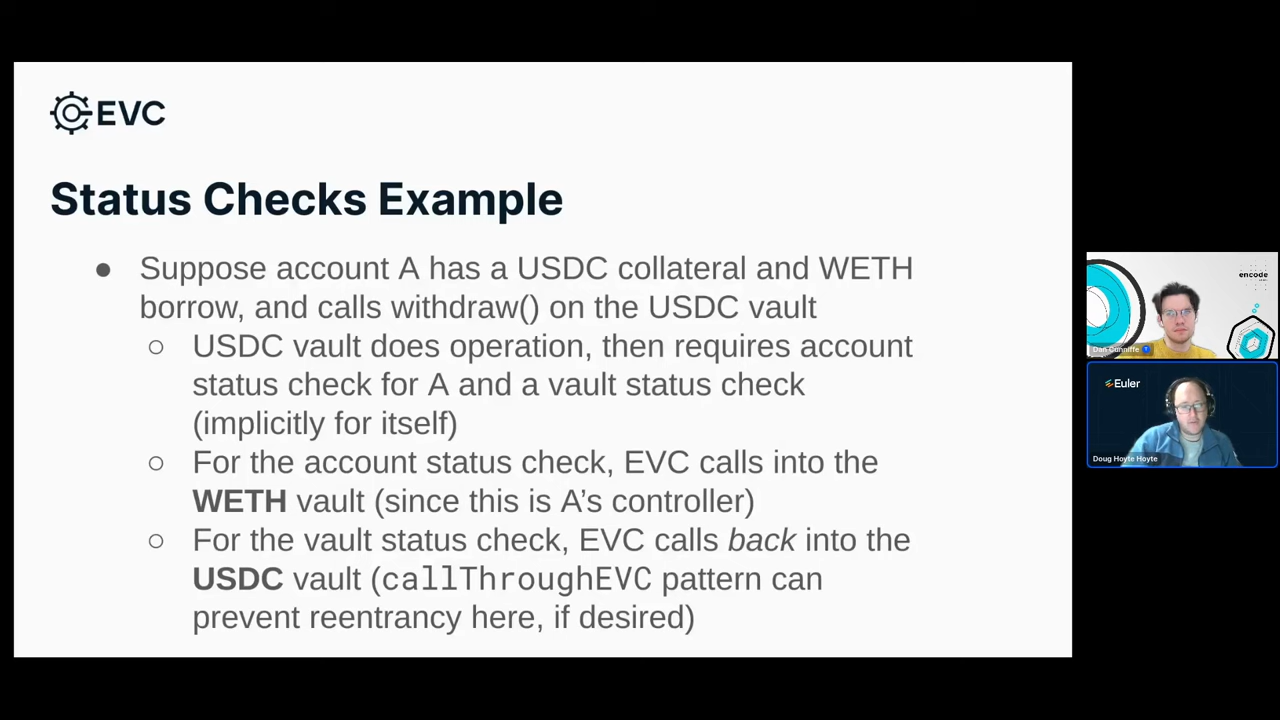 EVC
Status Checks Example
● Suppose account A has a USDC collateral and WETH
borrow, and calls withdraw() on the USDC vault
○ USDC vault does operation, then requires account
status check for A and a vault status check
(implicitly for itself)
○ For the account status check, EVC calls into the
WETH vault (since this is A's controller)
○ For the vault status check, EVC calls back into the
USDC vault (callThroughEVC pattern can
prevent reentrancy here, if desired)
encode
Dan Cunniffe
Euler
Doug Hoyte Hoyte